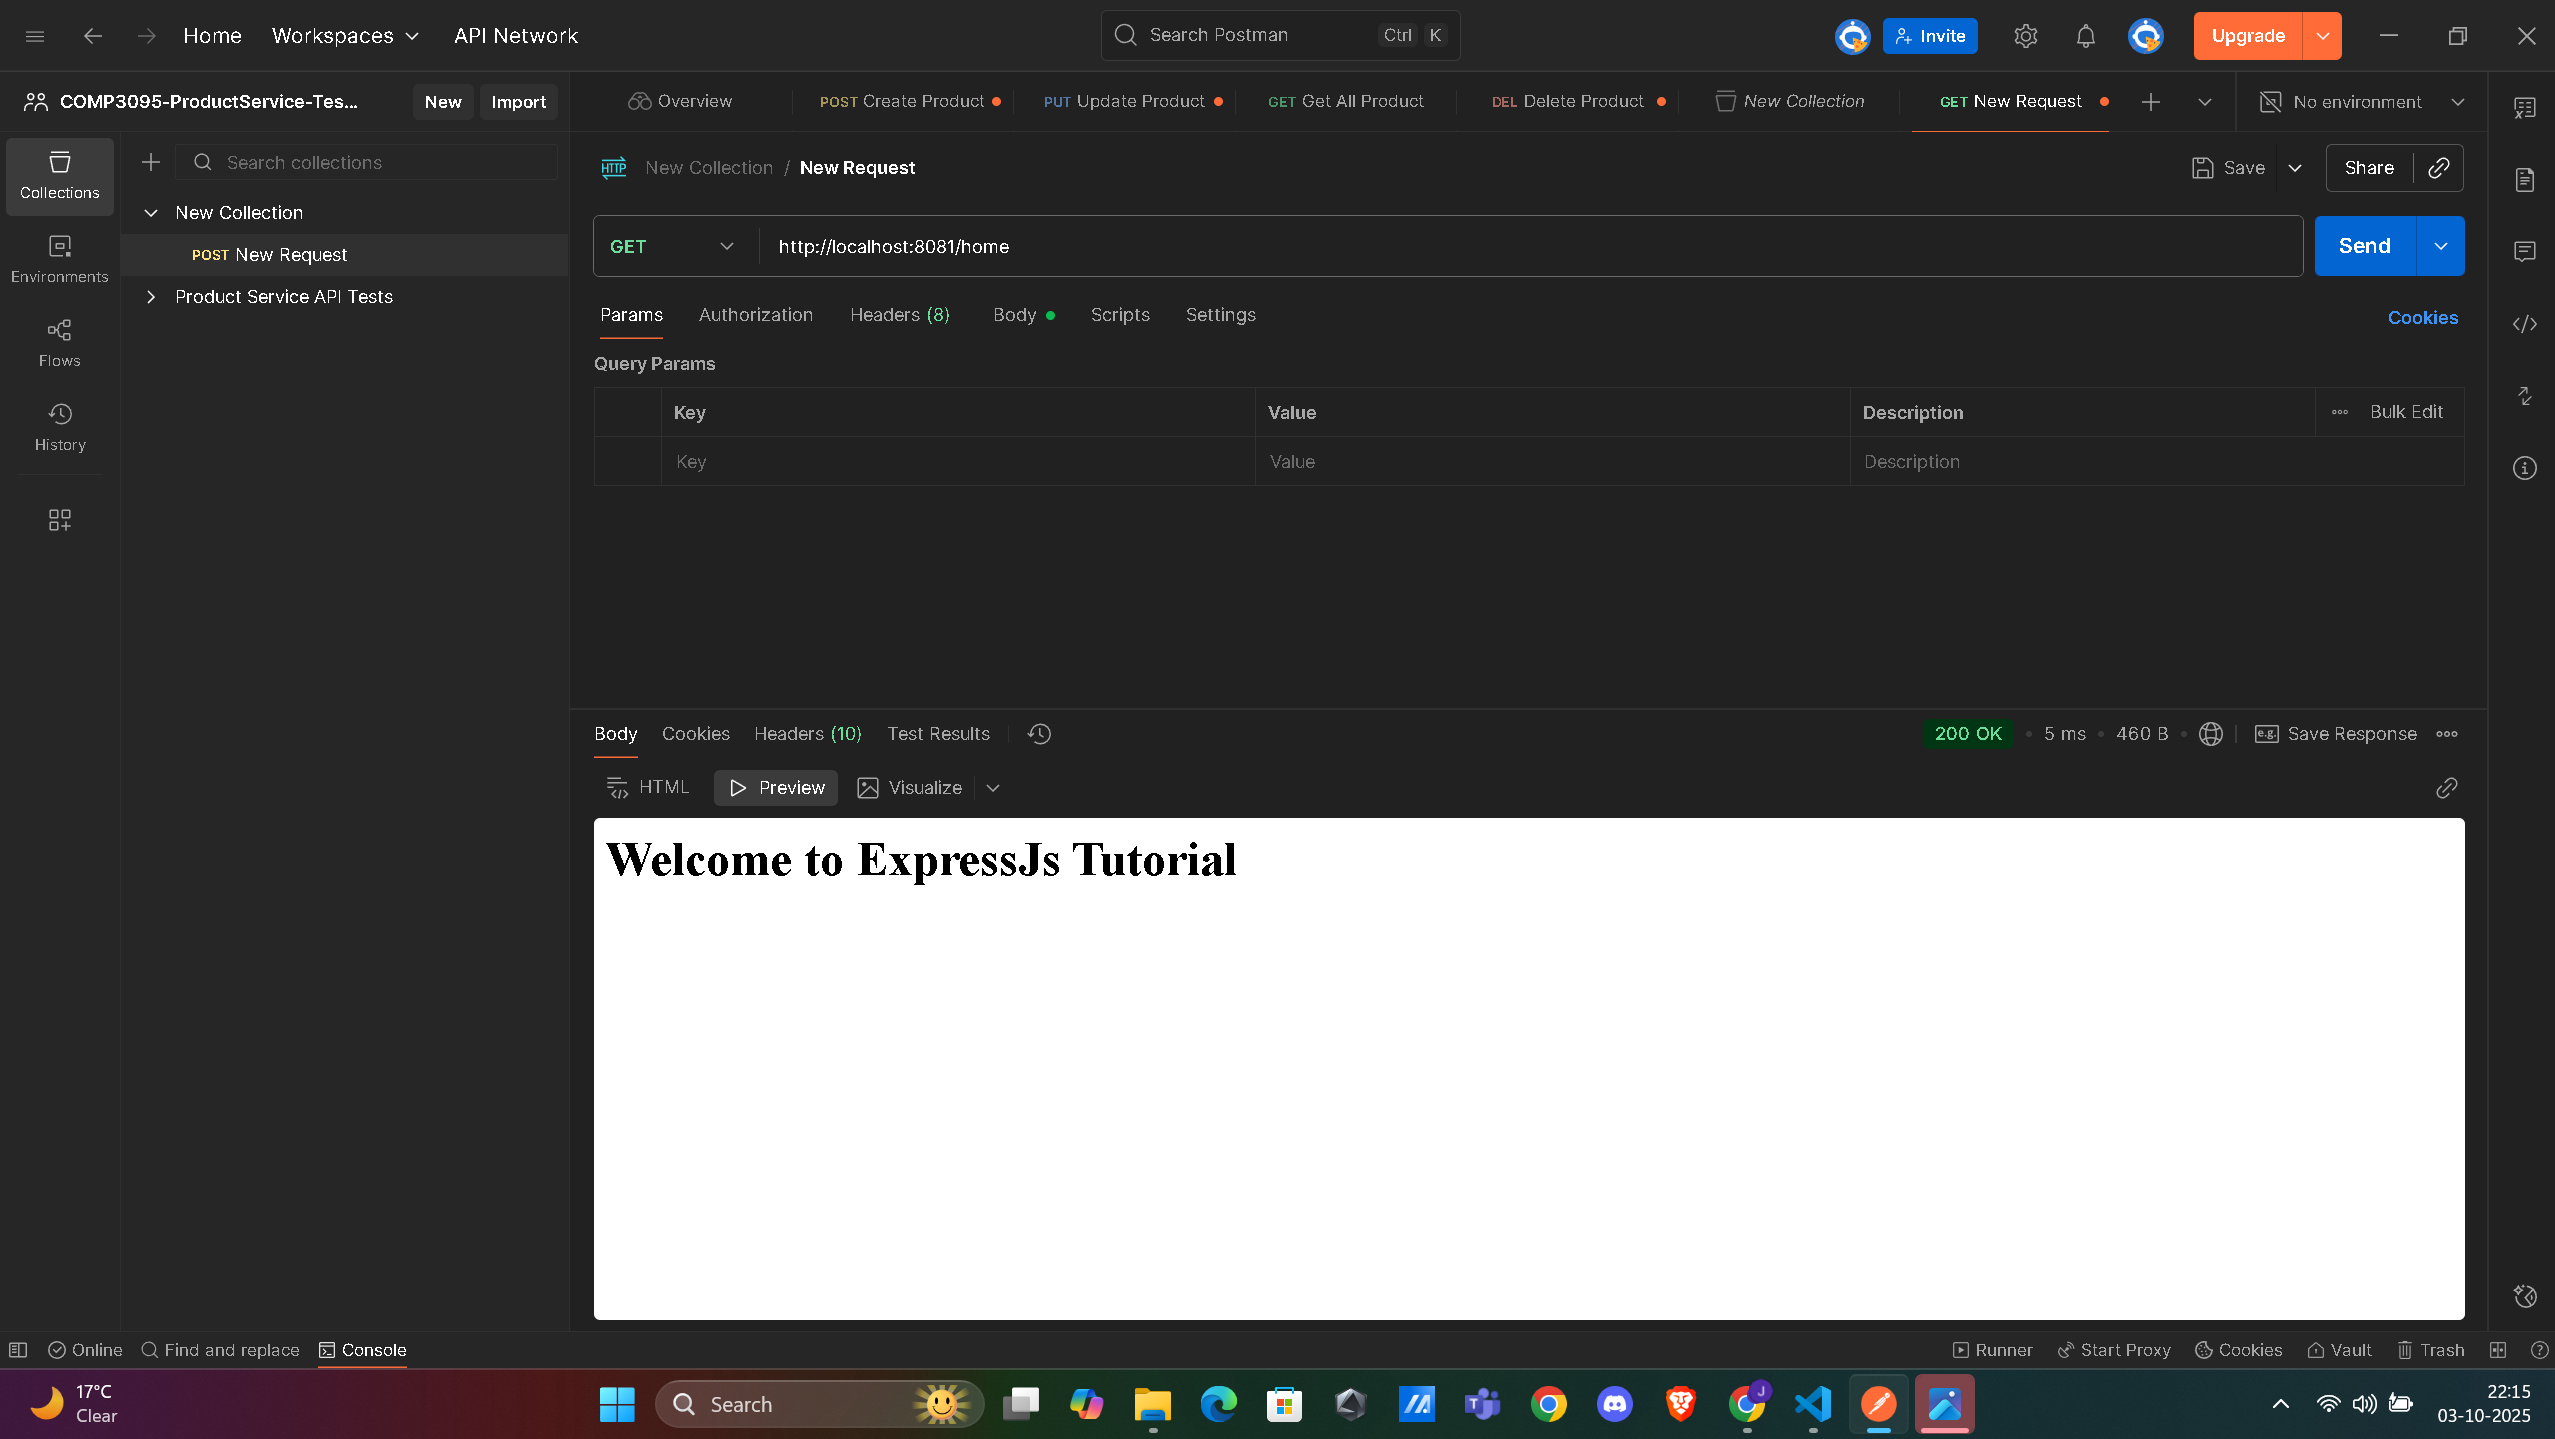 Home Workspaces API Network Search Postman Ctrl K Invite Upgrade
COMP3095-ProductService-Tes... New Import Overview POST Create Product PUT Update Product GET Get All Product DEL Delete Product New Collection GET New Request No environment
Collections Search collections
Environments
Flows
History
New Collection
POST New Request
Product Service API Tests
HTTP New Collection / New Request Save Share
GET http://localhost:8081/home Send
Params Authorization Headers (8) Body Scripts Settings Cookies
Query Params
Key Value Description Bulk Edit
Key Value Description
Body Cookies Headers (10) Test Results 200 OK 5 ms 460 B e.g. Save Response
HTML Preview Visualize
Welcome to ExpressJs Tutorial
Online Find and replace Console Runner Start Proxy Cookies Vault Trash
17°C
Clear
Search
J
22:15
03-10-2025